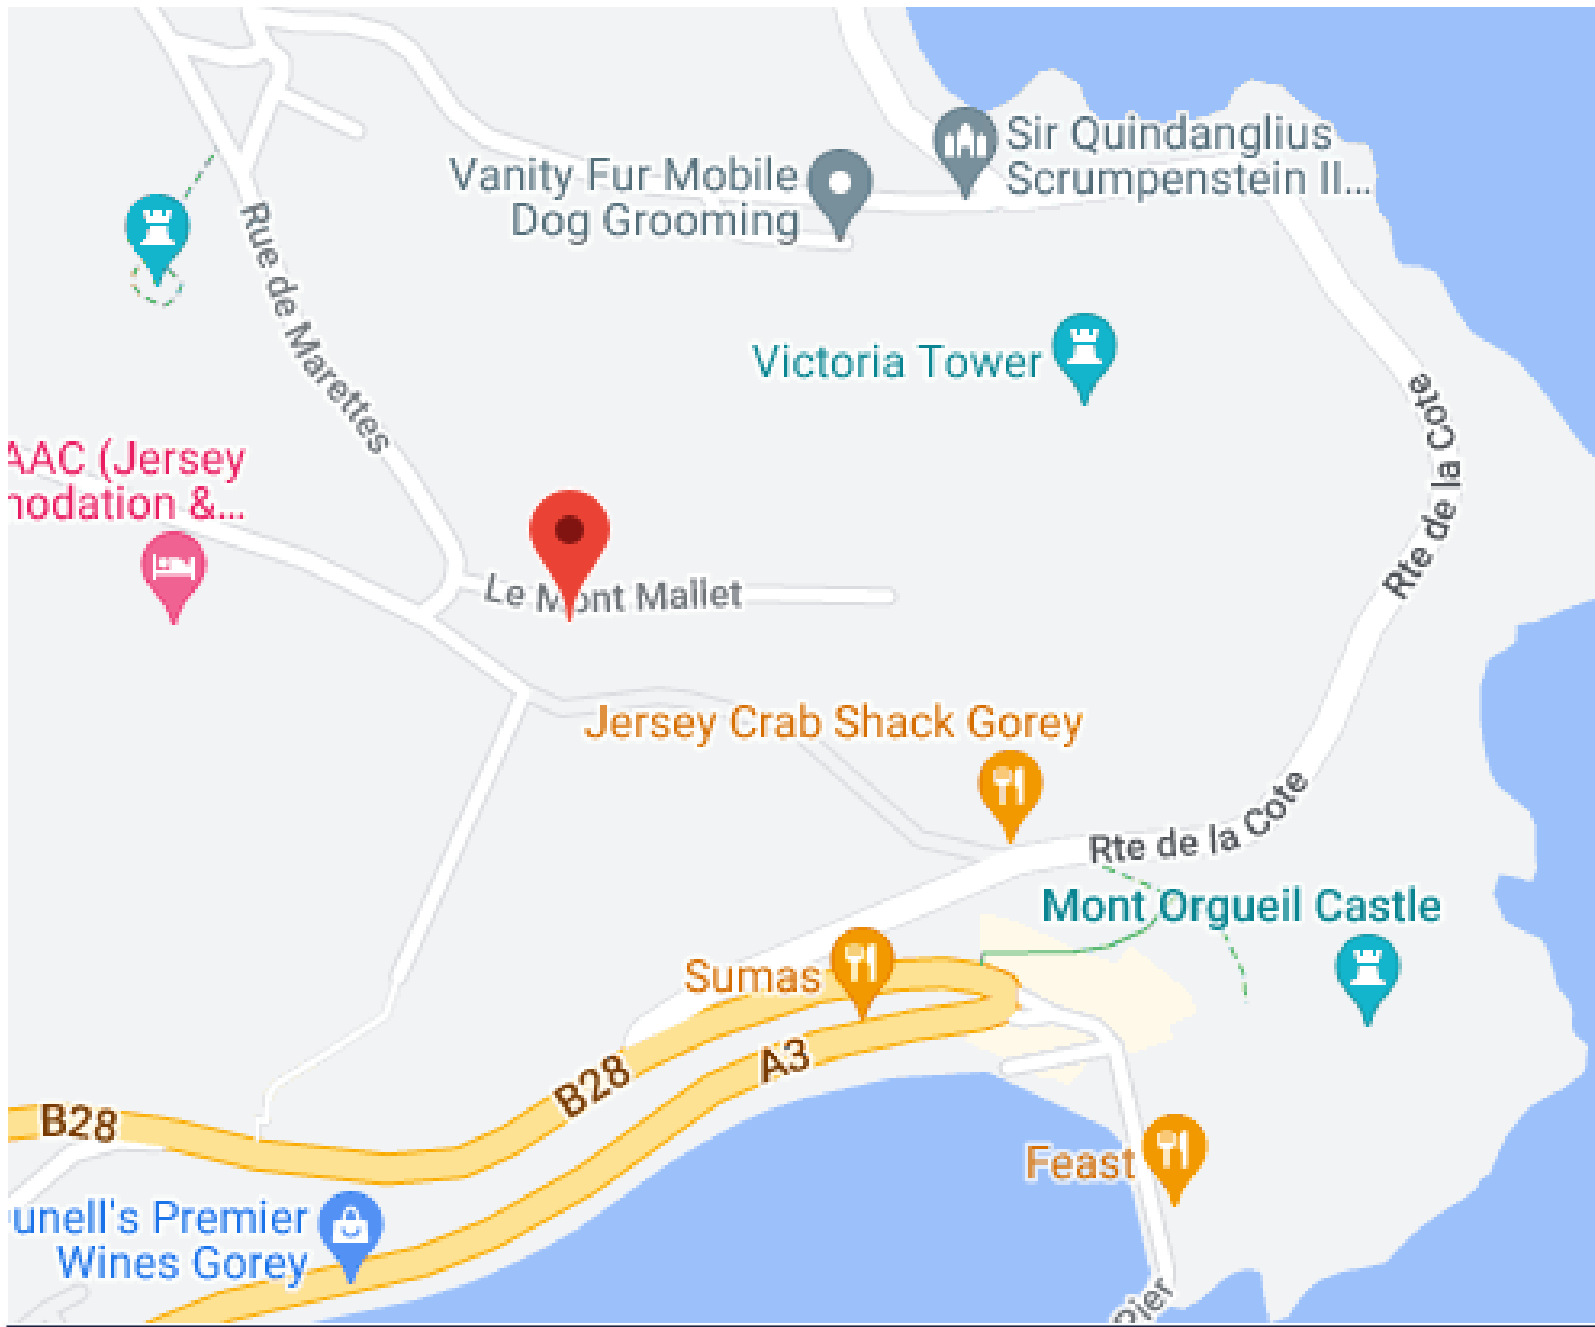 Sir Quindanglius
Scrumpenstein II...
Vanity Fur Mobile
Dog Grooming
Rue de Marettes
Victoria Tower
Rte de la Cote
AAC (Jersey
nodation &...
Le Mont Mallet
Jersey Crab Shack Gorey
Rte de la Cote
Mont Orgueil Castle
Sumas
A3
B28
B28
Feast
unell's Premier
Wines Gorey
Pier